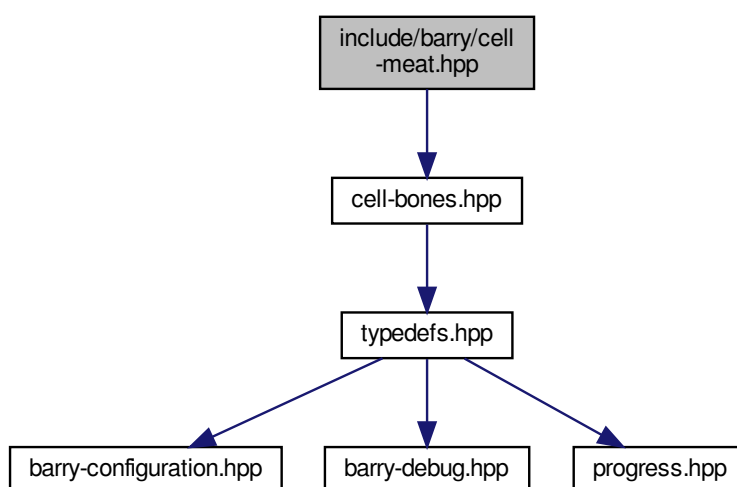 include/barry/cell
-meat.hpp
cell-bones.hpp
typedefs.hpp
barry-configuration.hpp
barry-debug.hpp
progress.hpp